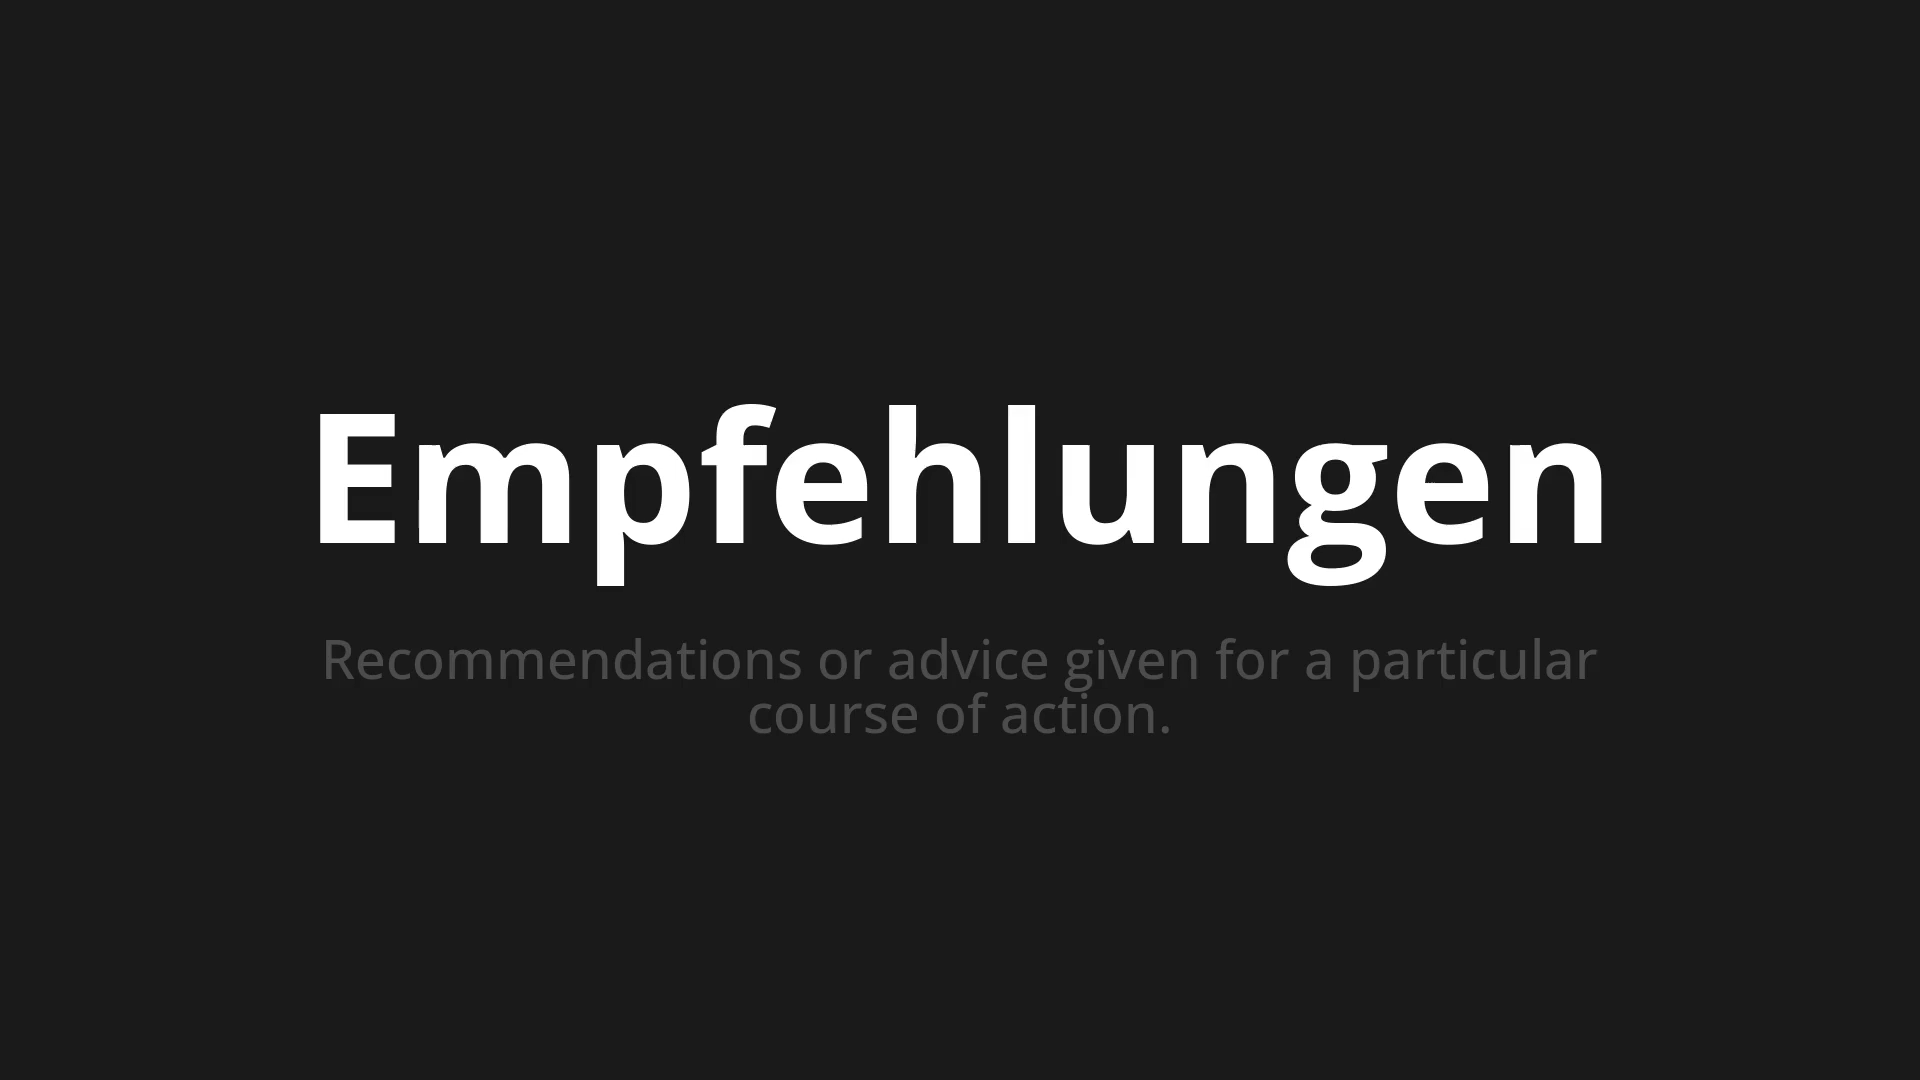 Empfehlungen
Recommendations or advice given for a particular
course of action.